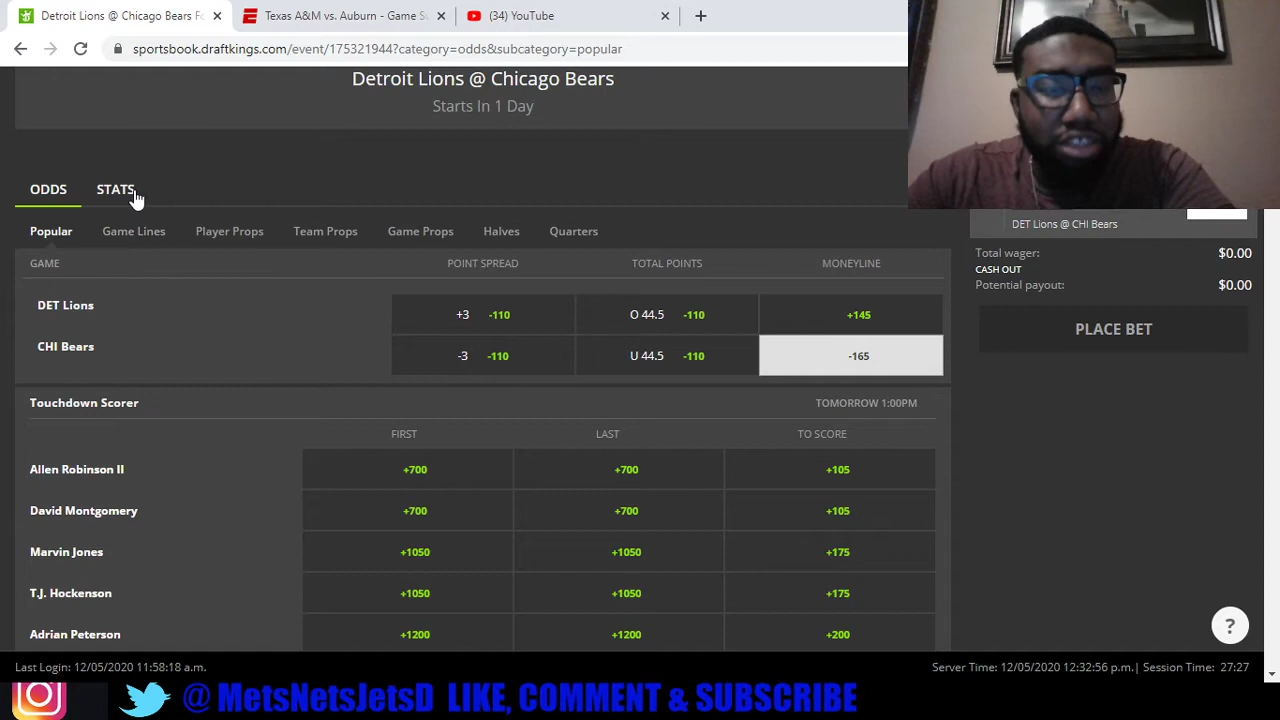 Detroit Lions @ Chicago Bears Fo
Texas A&M vs. Auburn - Game Su
(34) YouTube
sportsbook.draftkings.com/event/175321944?category=odds&subcategory=popular
Detroit Lions @ Chicago Bears
Starts In 1 Day
ODDS STATS
Popular Game Lines Player Props Team Props Game Props Halves Quarters
DET Lions @ CHI Bears
Total wager: $0.00
CASH OUT
Potential payout: $0.00
PLACE BET
GAME POINT SPREAD TOTAL POINTS MONEYLINE
DET Lions +3 -110 O 44.5 -110 +145
CHI Bears -3 -110 U 44.5 -110 -165
Touchdown Scorer TOMORROW 1:00PM
FIRST LAST TO SCORE
Allen Robinson II +700 +700 +105
David Montgomery +700 +700 +105
Marvin Jones +1050 +1050 +175
T.J. Hockenson +1050 +1050 +175
Adrian Peterson +1200 +1200 +200
?
Last Login: 12/05/2020 11:58:18 a.m. Server Time: 12/05/2020 12:32:56 p.m.| Session Time: 27:27
@ MetsNetsJetsD LIKE, COMMENT & SUBSCRIBE